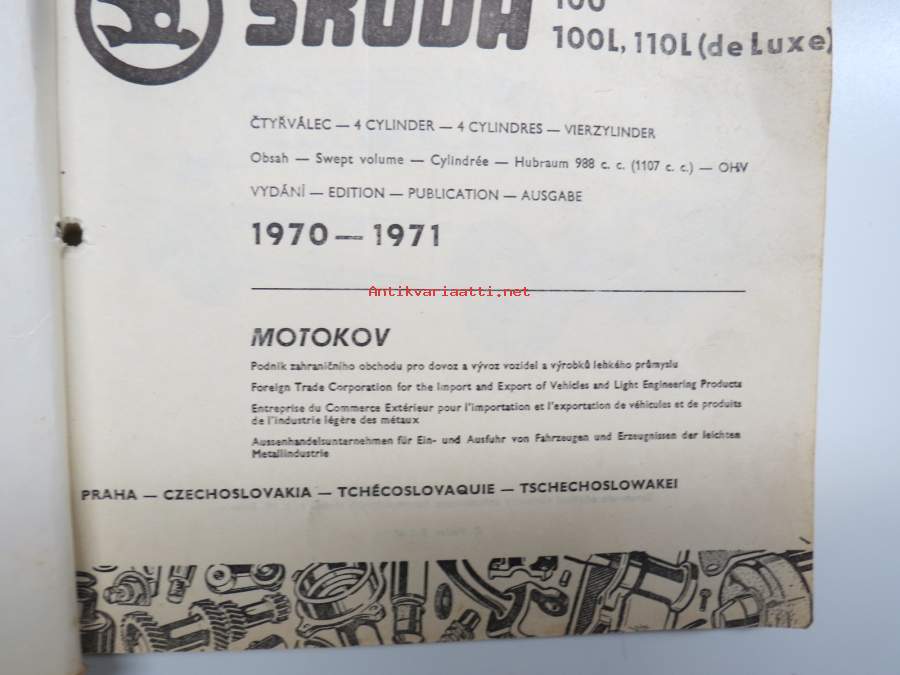 ŠKODA 100
100L, 110L (de Luxe)
ČTYŘVÁLEC — 4 CYLINDER — 4 CYLINDRES — VIERZYLINDER
Obsah — Swept volume — Cylindrée — Hubraum 988 c. c. (1107 c. c.) — OHV
VYDÁNÍ — EDITION — PUBLICATION — AUSGABE
1970 — 1971
Antikvariaatti.net
MOTOKOV
Podnik zahraničního obchodu pro dovoz a vývoz vozidel a výrobků lehkého průmyslu
Foreign Trade Corporation for the Import and Export of Vehicles and Light Engineering Products
Entreprise du Commerce Extérieur pour l'importation et l'exportation de véhicules et de produits
de l'industrie légère des métaux
Aussenhandelsunternehmen für Ein- und Ausfuhr von Fahrzeugen und Erzeugnissen der leichten
Metallindustrie
PRAHA — CZECHOSLOVAKIA — TCHÉCOSLOVAQUIE — TSCHECHOSLOWAKEI